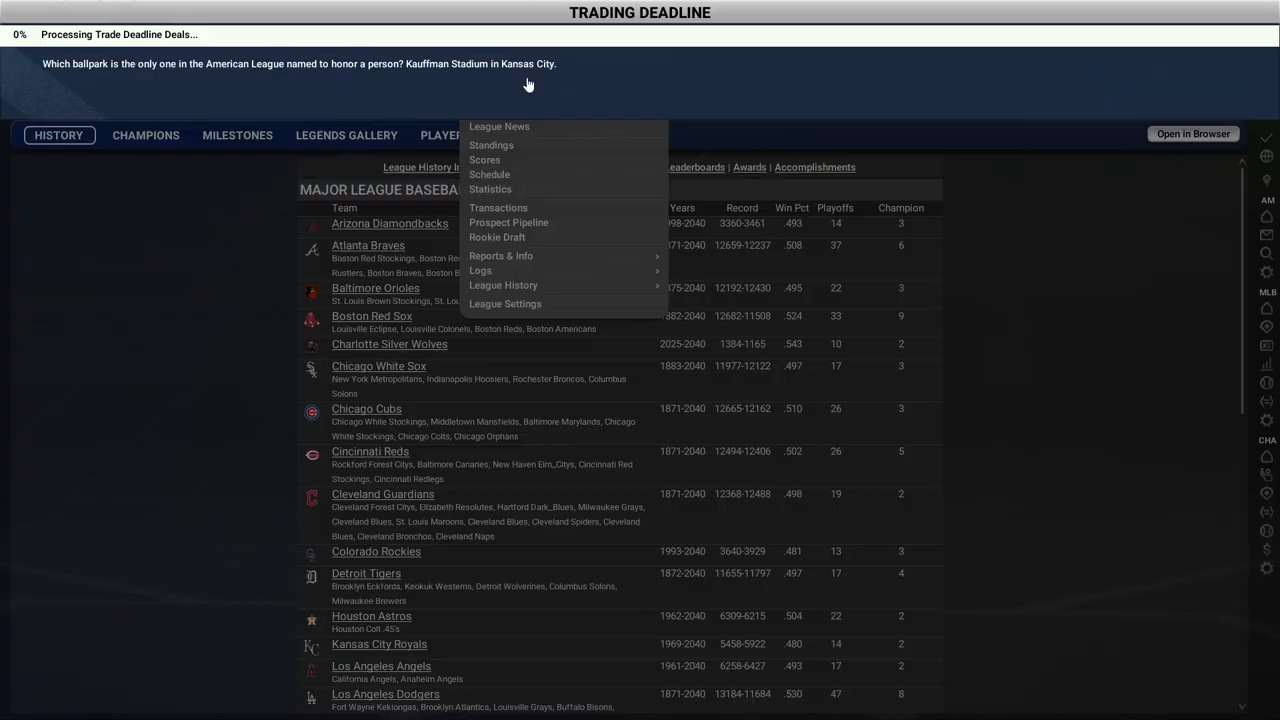 TRADING DEADLINE
0% Processing Trade Deadline Deals...
Which ballpark is the only one in the American League named to honor a person? Kauffman Stadium in Kansas City.
HISTORY CHAMPIONS MILESTONES LEGENDS GALLERY PLAYER Open in Browser
League News
Standings
Scores
Schedule
Statistics
Transactions
Prospect Pipeline
Rookie Draft
Reports & Info
Logs
League History
League Settings
League History In eaderboards | Awards | Accomplishments
MAJOR LEAGUE BASEBA
Team Years Record Win Pct Playoffs Champion
Arizona Diamondbacks 998-2040 3360-3461 .493 14 3
Atlanta Braves 871-2040 12659-12237 .508 37 6
Boston Red Stockings, Boston Re
Rustlers, Boston Braves, Boston B
Baltimore Orioles 875-2040 12192-12430 .495 22 3
St. Louis Brown Stockings, St. Lou
Boston Red Sox 1882-2040 12682-11508 .524 33 9
Louisville Eclipse, Louisville Colonels, Boston Reds, Boston Americans
Charlotte Silver Wolves 2025-2040 1384-1165 .543 10 2
Chicago White Sox 1883-2040 11977-12122 .497 17 3
New York Metropolitans, Indianapolis Hoosiers, Rochester Broncos, Columbus
Solons
Chicago Cubs 1871-2040 12665-12162 .510 26 3
Chicago White Stockings, Middletown Mansfields, Baltimore Marylands, Chicago
White Stockings, Chicago Colts, Chicago Orphans
Cincinnati Reds 1871-2040 12494-12406 .502 26 5
Rockford Forest Citys, Baltimore Canaries, New Haven Elm_Citys, Cincinnati Red
Stockings, Cincinnati Redlegs
Cleveland Guardians 1871-2040 12368-12488 .498 19 2
Cleveland Forest Citys, Elizabeth Resolutes, Hartford Dark_Blues, Milwaukee Grays,
Cleveland Blues, St. Louis Maroons, Cleveland Blues, Cleveland Spiders, Cleveland
Blues, Cleveland Bronchos, Cleveland Naps
Colorado Rockies 1993-2040 3640-3929 .481 13 3
Detroit Tigers 1872-2040 11655-11797 .497 17 4
Brooklyn Eckfords, Keokuk Westerns, Detroit Wolverines, Columbus Solons,
Milwaukee Brewers
Houston Astros 1962-2040 6309-6215 .504 22 2
Houston Colt .45's
Kansas City Royals 1969-2040 5458-5922 .480 14 2
Los Angeles Angels 1961-2040 6258-6427 .493 17 2
California Angels, Anaheim Angels
Los Angeles Dodgers 1871-2040 13184-11684 .530 47 8
Fort Wayne Kekiongas, Brooklyn Atlantics, Louisville Grays, Buffalo Bisons,
AM
MLB
CHA